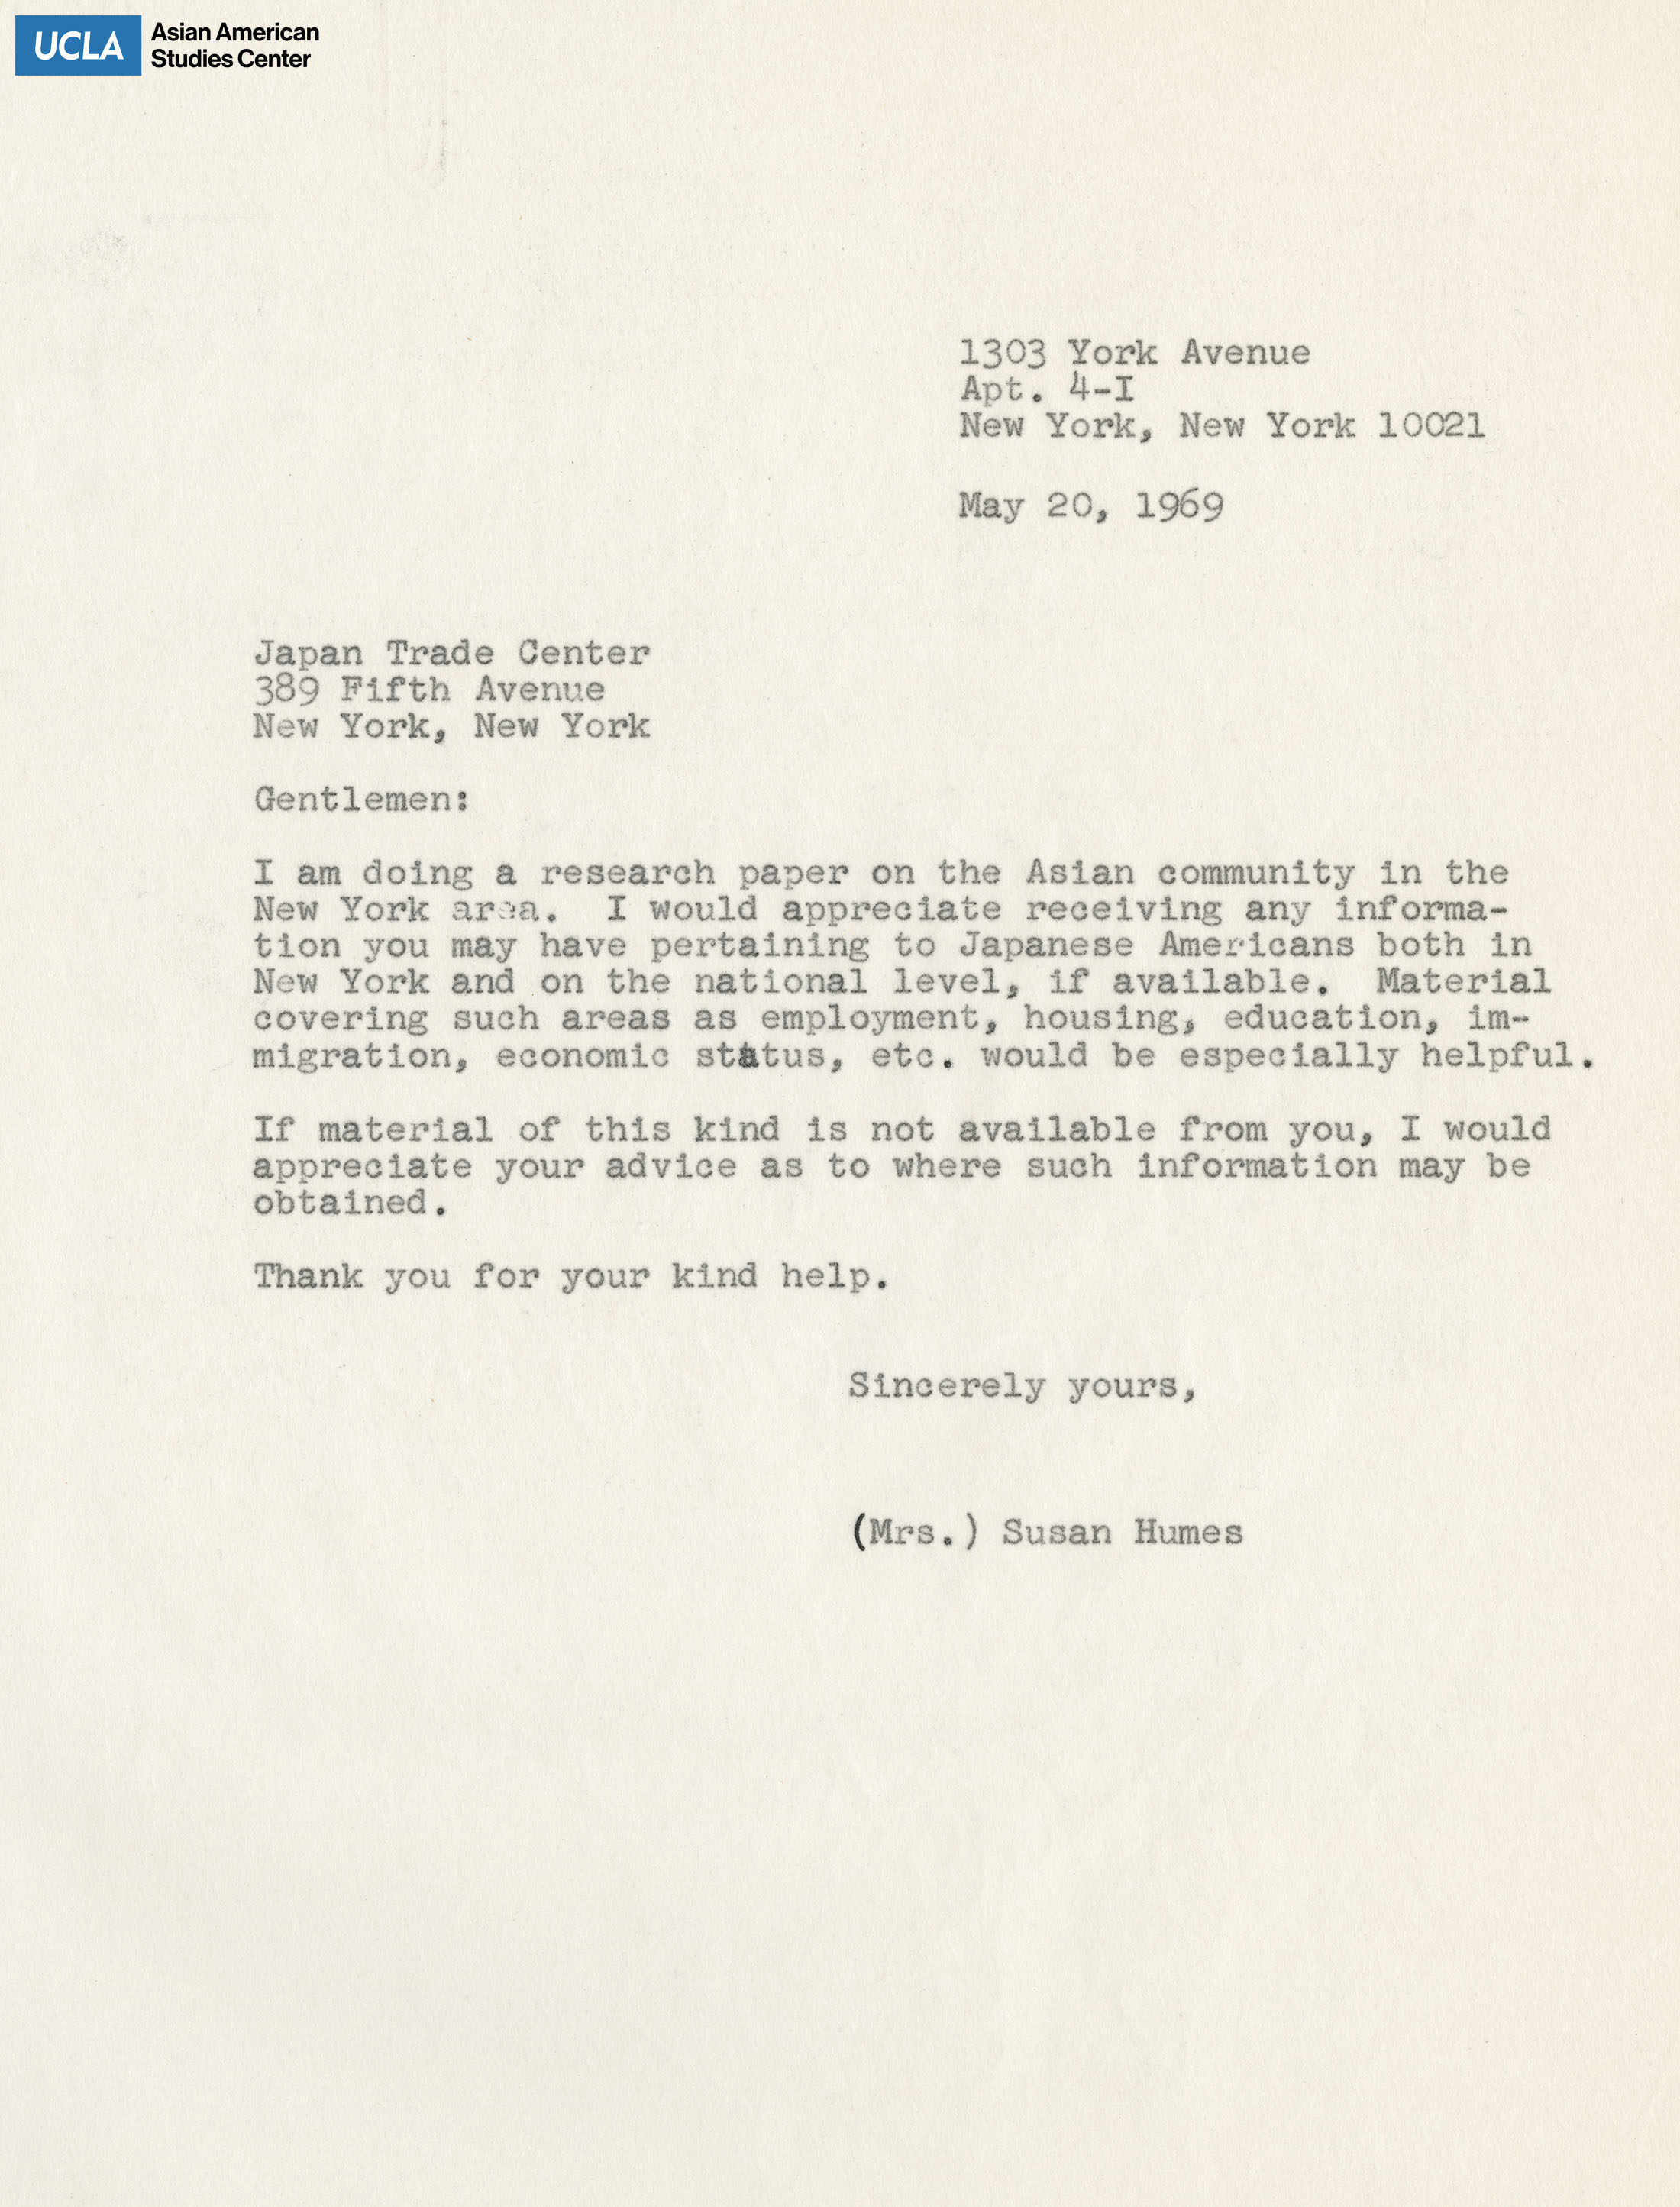 UCLA Asian American
Studies Center
1303 York Avenue
Apt. 4-I
New York, New York 10021
May 20, 1969
Japan Trade Center
389 Fifth Avenue
New York, New York
Gentlemen:
I am doing a research paper on the Asian community in the
New York area.  I would appreciate receiving any informa-
tion you may have pertaining to Japanese Americans both in
New York and on the national level, if available.  Material
covering such areas as employment, housing, education, im-
migration, economic status, etc. would be especially helpful.
If material of this kind is not available from you, I would
appreciate your advice as to where such information may be
obtained.
Thank you for your kind help.
Sincerely yours,
(Mrs.) Susan Humes